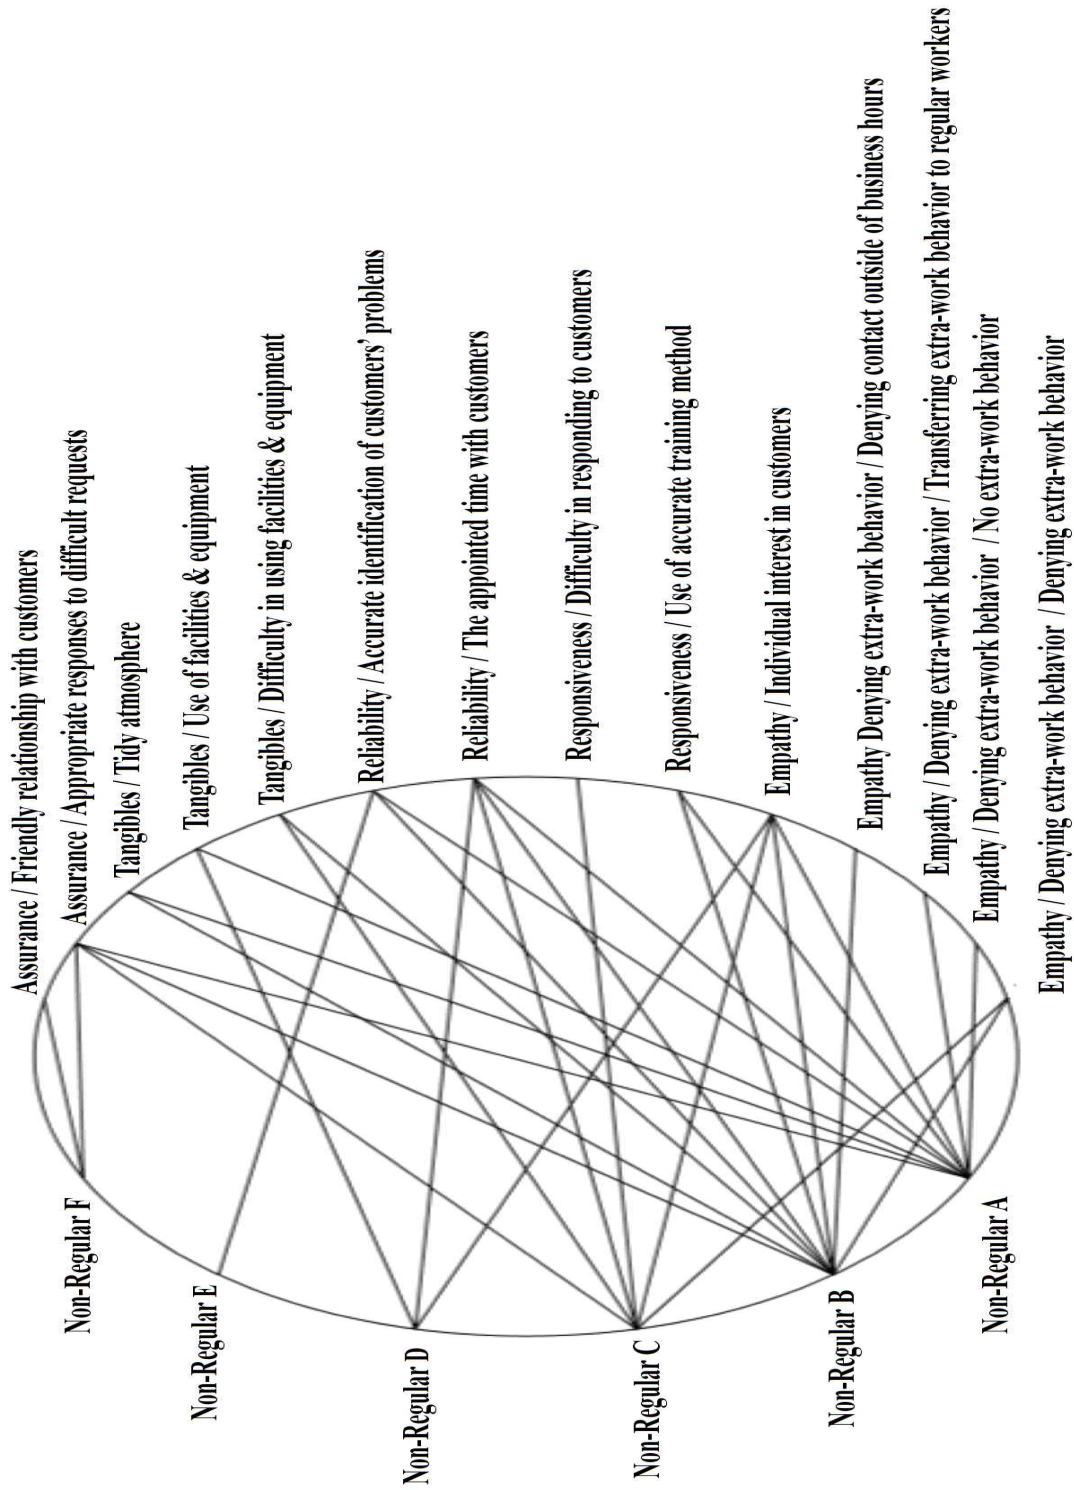 Assurance / Friendly relationship with customers
Assurance / Appropriate responses to difficult requests
Tangibles / Tidy atmosphere
Tangibles / Use of facilities & equipment
Tangibles / Difficulty in using facilities & equipment
Reliability / Accurate identification of customers’ problems
Reliability / The appointed time with customers
Responsiveness / Difficulty in responding to customers
Responsiveness / Use of accurate training method
Empathy / Individual interest in customers
Empathy Denying extra-work behavior / Denying contact outside of business hours
Empathy / Denying extra-work behavior / Transferring extra-work behavior to regular workers
Empathy / Denying extra-work behavior / No extra-work behavior
Empathy / Denying extra-work behavior / Denying extra-work behavior
Non-Regular F
Non-Regular E
Non-Regular D
Non-Regular C
Non-Regular B
Non-Regular A